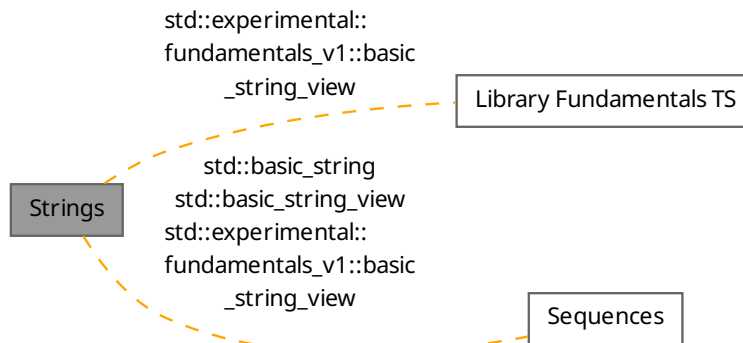 std::experimental::
fundamentals_v1::basic
_string_view
Library Fundamentals TS
std::basic_string
std::basic_string_view
Strings
std::experimental::
fundamentals_v1::basic
_string_view
Sequences